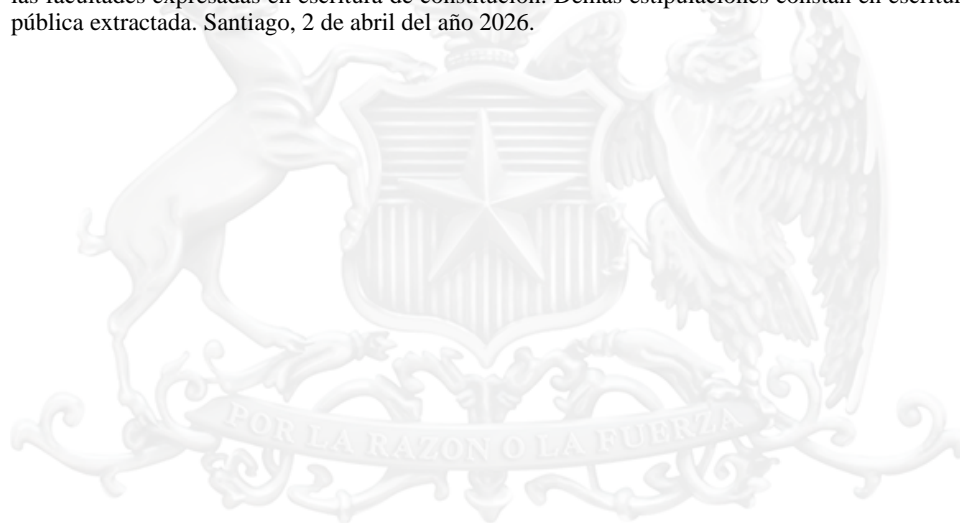 las facultades expresadas en escritura de constitución. Demás estipulaciones constan en escritura
pública extractada. Santiago, 2 de abril del año 2026.
POR LA RAZON O LA FUERZA